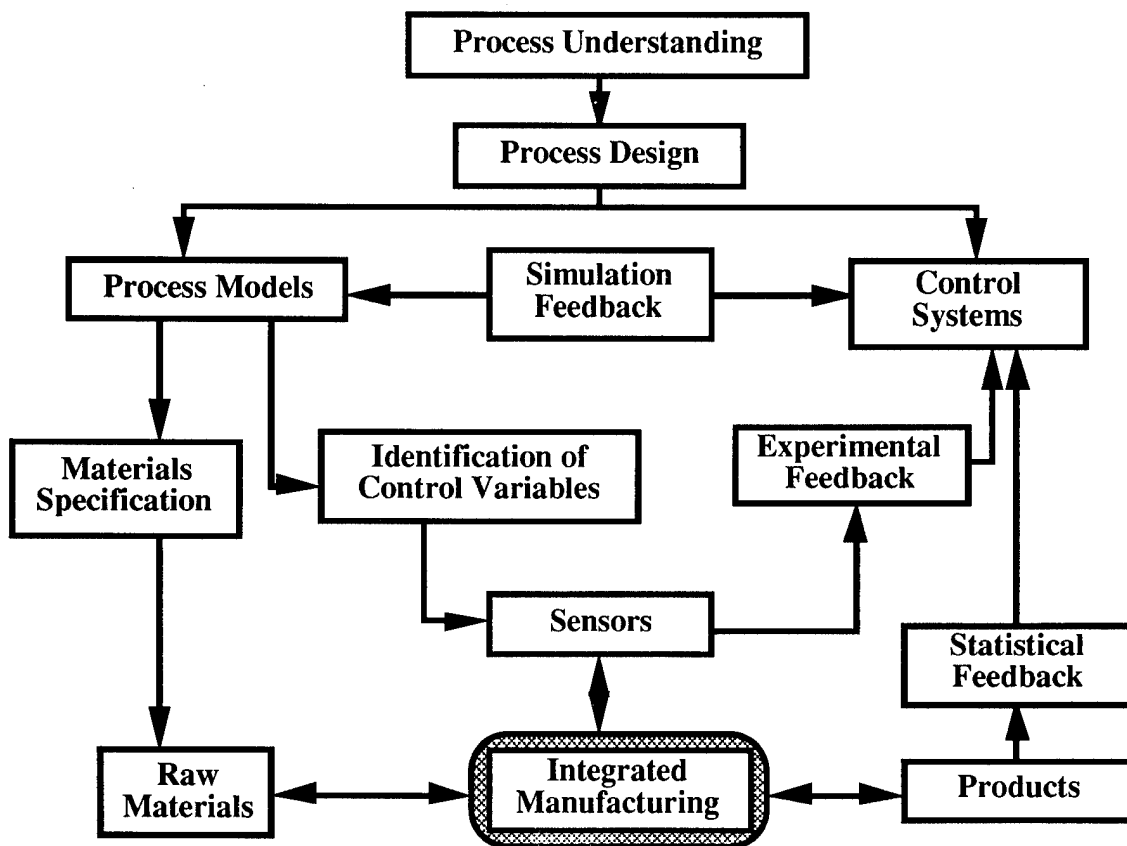 Process Understanding
Process Design
Process Models
Simulation
Feedback
Control
Systems
Materials
Specification
Identification of
Control Variables
Experimental
Feedback
Sensors
Statistical
Feedback
Raw
Materials
Integrated
Manufacturing
Products